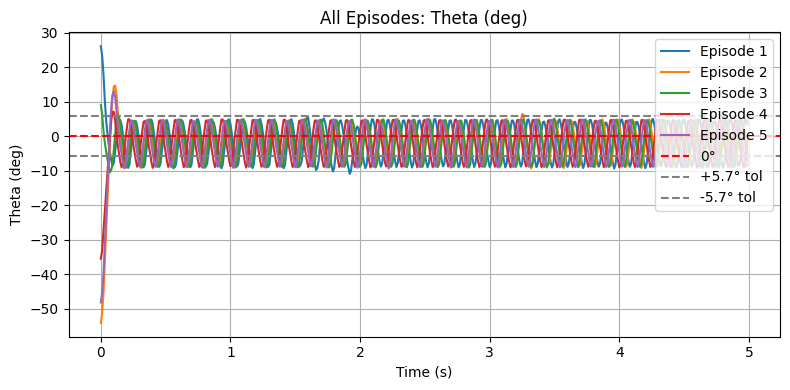 All Episodes: Theta (deg)
Theta (deg)
30
20
10
0
−10
−20
−30
−40
−50
0
1
2
3
4
5
Time (s)
Episode 1
Episode 2
Episode 3
Episode 4
Episode 5
0°
+5.7° tol
-5.7° tol